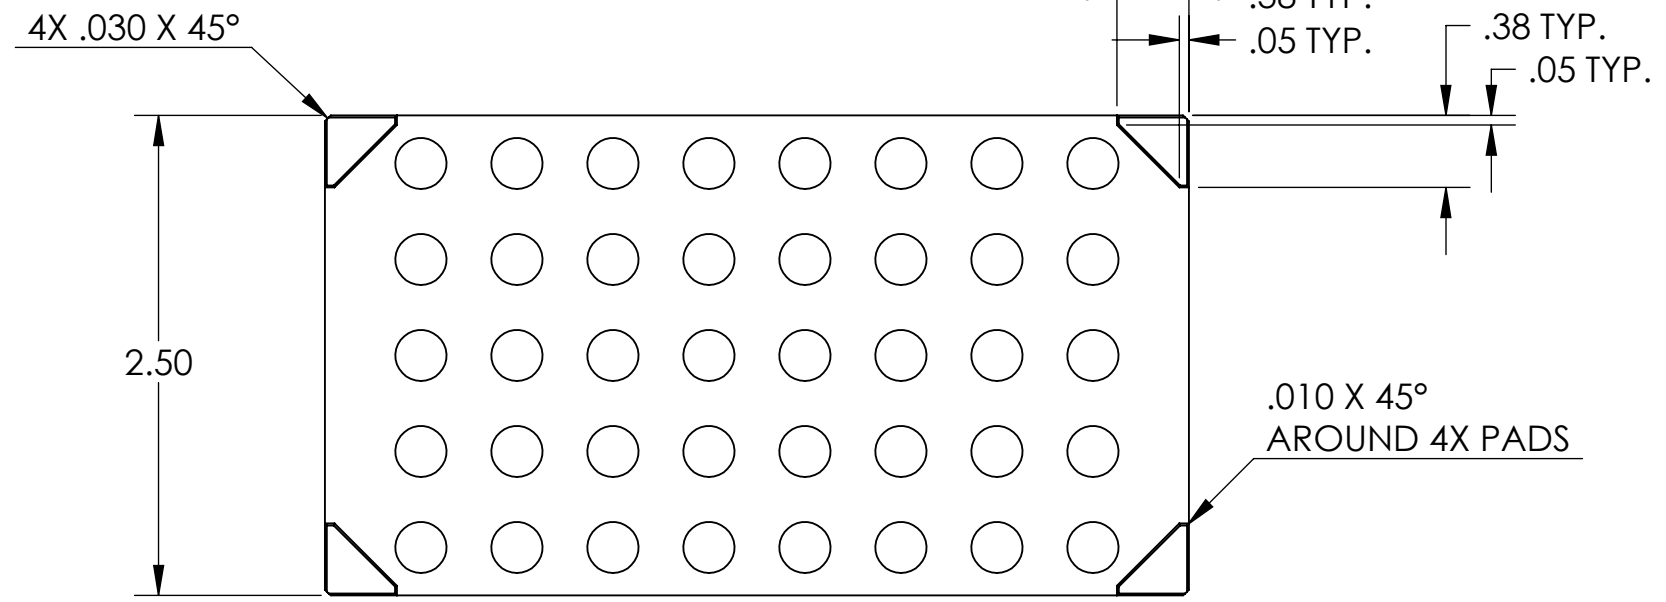 4X .030 X 45°
.05 TYP.
.38 TYP.
.05 TYP.
2.50
.010 X 45°
AROUND 4X PADS